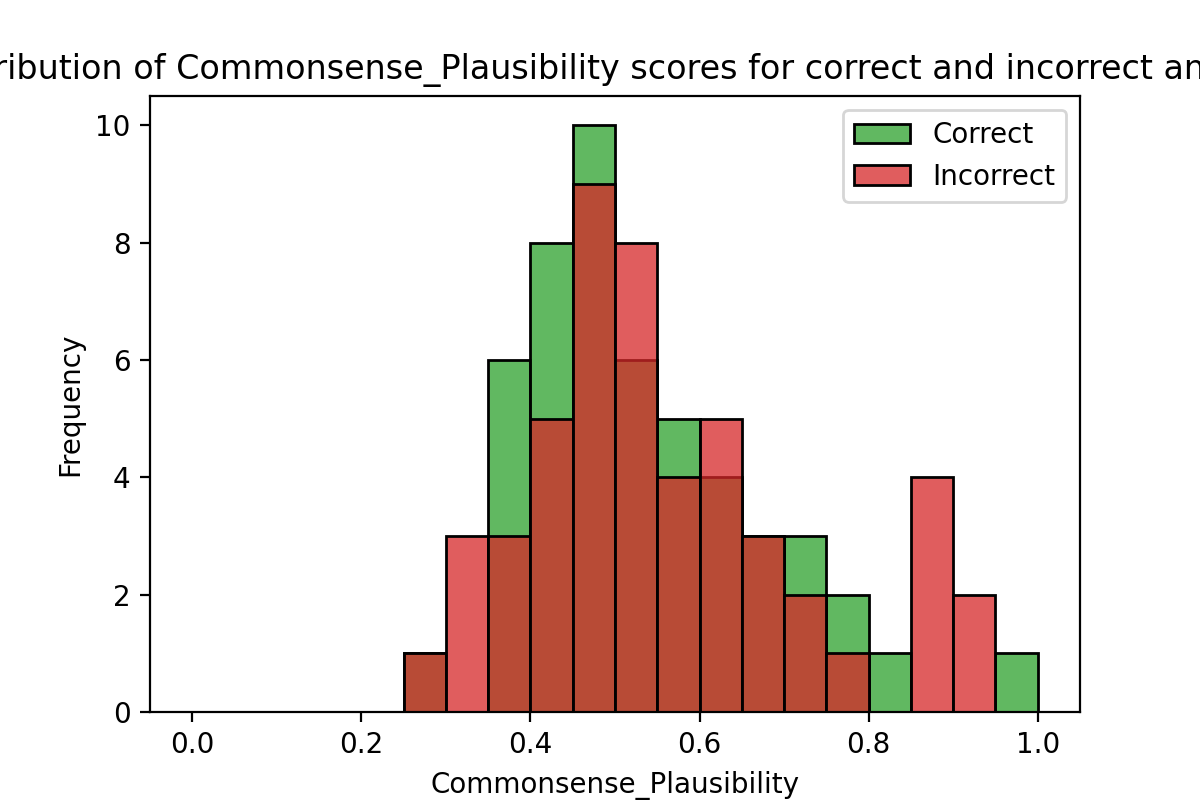 ribution of Commonsense_Plausibility scores for correct and incorrect an
Correct
Incorrect
10
8
6
4
2
0
Frequency
0.0 0.2 0.4 0.6 0.8 1.0
Commonsense_Plausibility